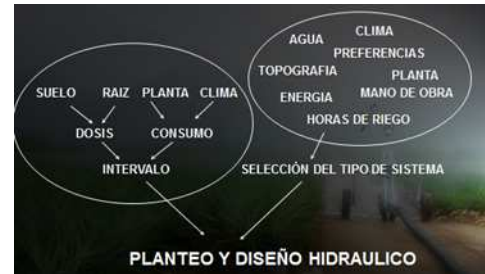 AGUA
CLIMA
PREFERENCIAS
TOPOGRAFIA
PLANTA
ENERGIA
MANO DE OBRA
HORAS DE RIEGO
SUELO RAIZ PLANTA CLIMA
DOSIS CONSUMO
INTERVALO
SELECCIÓN DEL TIPO DE SISTEMA
PLANTEO Y DISEÑO HIDRAULICO